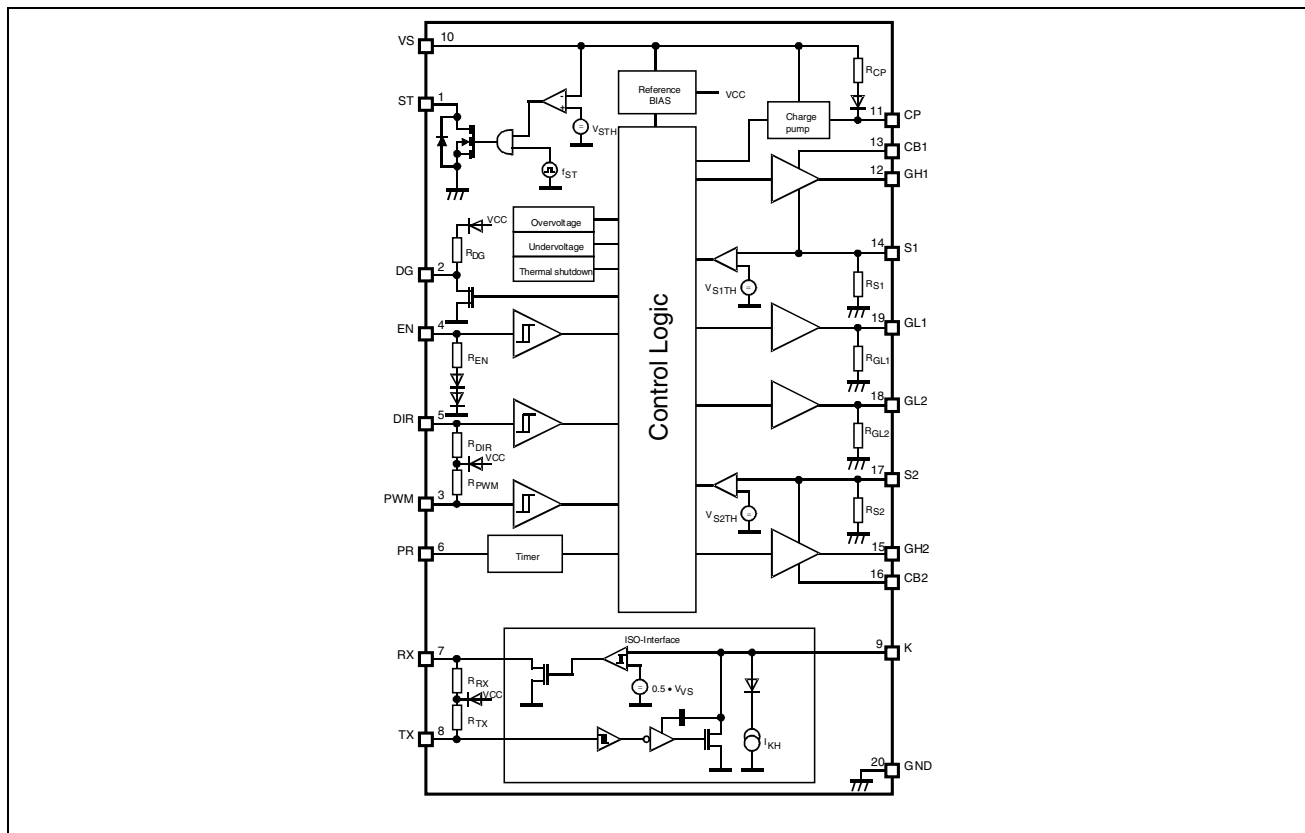 VS 10
ST 1
Reference
BIAS
VCC
RCP
Charge
pump
11 CP
13 CB1
12 GH1
VSTH
fST
VCC
RDG
DG 2
Overvoltage
Undervoltage
Thermal shutdown
14 S1
VS1TH
RS1
Control Logic
EN 4
REN
19 GL1
RGL1
DIR 5
RDIR
VCC
RPWM
PWM 3
18 GL2
RGL2
17 S2
VS2TH
RS2
PR 6
Timer
15 GH2
16 CB2
ISO-Interface
RX 7
RRX
VCC
RTX
TX 8
0.5 • VVS
IKH
9 K
20 GND